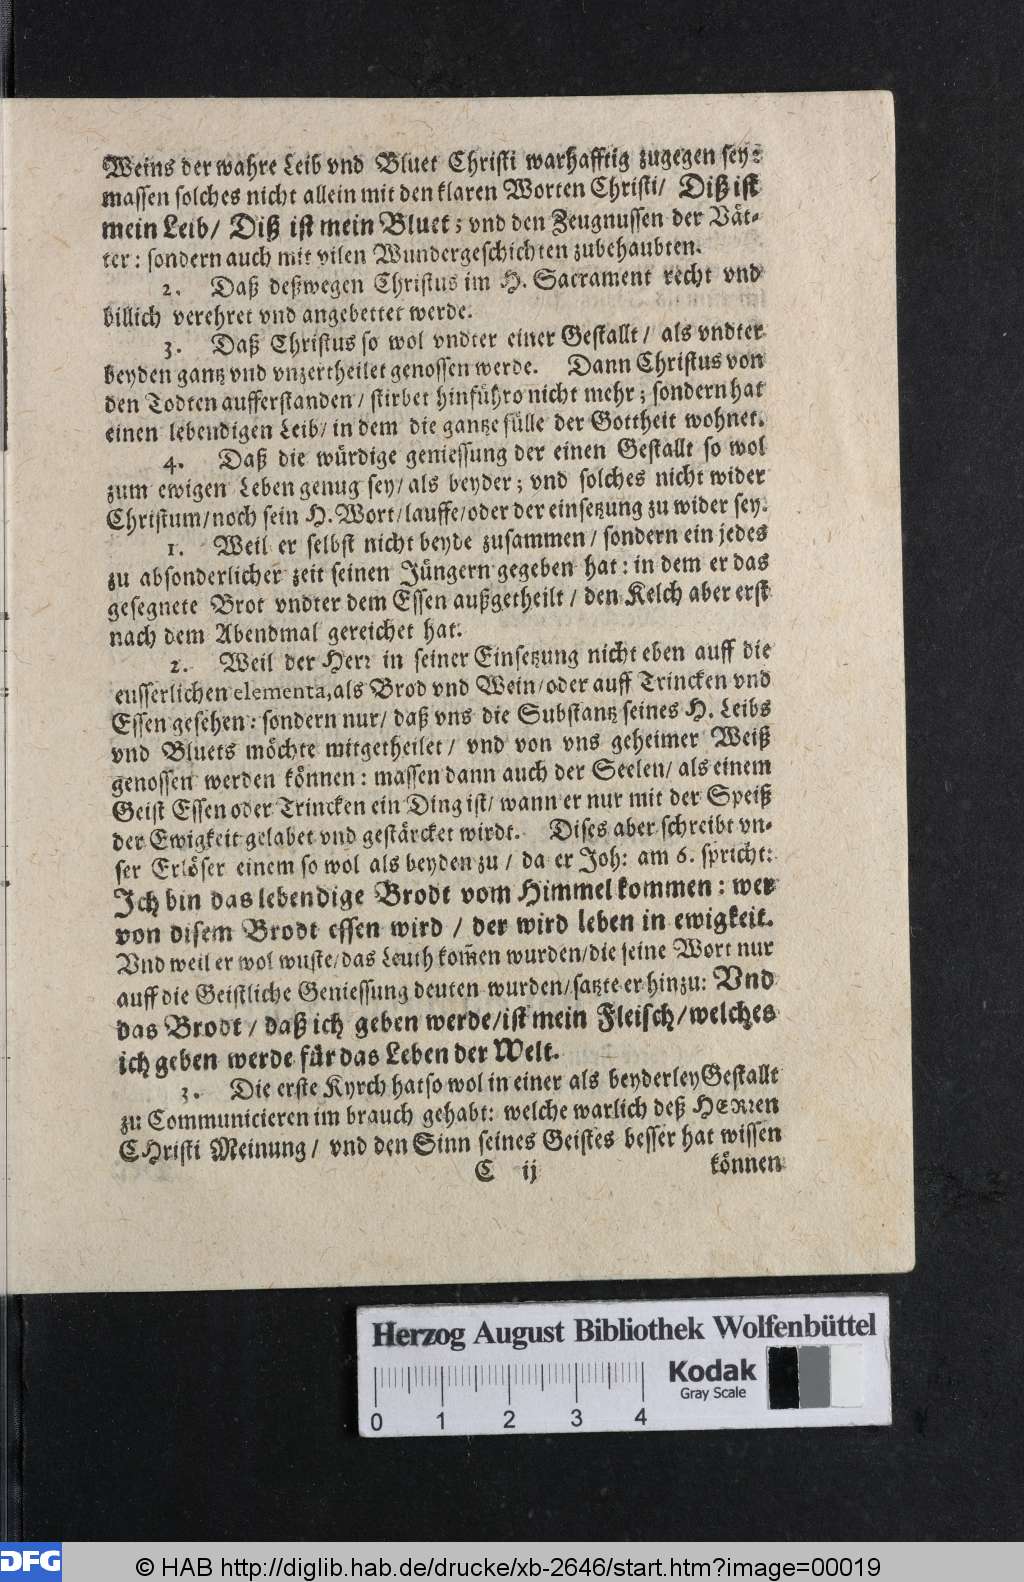 Weins der wahre Leib vnd Bluet Christi warhafftig zugegen sey:
massen solches nicht allein mit den klaren Worten Christi/ Diß ist
mein Leib/ Diß ist mein Bluet; vnd den Zeugnussen der Vät-
ter: sondern auch mit vilen Wundergeschichten zubehaubten.
2. Daß deßwegen Christus im H. Sacrament recht vnd
billich verehret vnd angebettet werde.
3. Daß Christus so wol vndter einer Gestallt/ als vndter
beyden gantz vnd vnzertheilet genossen werde. Dann Christus von
den Todten aufferstanden/ stirbet hinführo nicht mehr; sondern hat
einen lebendigen Leib/ in dem die gantze fülle der Gottheit wohnet.
4. Daß die würdige geniessung der einen Gestallt so wol
zum ewigen Leben genug sey/ als beyder; vnd solches nicht wider
Christum/ noch sein H. Wort/ lauffe/ oder der einsetzung zu wider sey.
1. Weil er selbst nicht beyde zusammen/ sondern ein jedes
zu absonderlicher zeit seinen Jüngern gegeben hat: in dem er das
gesegnete Brot vndter dem Essen außgetheilt/ den Kelch aber erst
nach dem Abendmal gereichet hat.
2. Weil der Herr in seiner Einsetzung nicht eben auff die
eusserlichen elementa, als Brod vnd Wein/ oder auff Trincken vnd
Essen gesehen: sondern nur/ daß vns die Substantz seines H. Leibs
vnd Bluets möchte mitgetheilet/ vnd von vns geheimer Weiß
genossen werden können: massen dann auch der Seelen/ als einem
Geist Essen oder Trincken ein Ding ist/ wann er nur mit der Speiß
der Ewigkeit gelabet vnd gestärcket wirdt. Dises aber schreibt vn-
ser Erlöser einem so wol als beyden zu/ da er Joh: am 6. spricht:
Ich bin das lebendige Brodt vom Himmel kommen: wer
von disem Brodt essen wird/ der wird leben in ewigkeit.
Vnd weil er wol wuste/ das Leuth kom̃en wurden/ die seine Wort nur
auff die Geistliche Geniessung deuten wurden/ satzte er hinzu: Vnd
das Brodt/ daß ich geben werde/ ist mein Fleisch/ welches
ich geben werde für das Leben der Welt.
3. Die erste Kyrch hat so wol in einer als beyderley Gestallt
zu Communicieren im brauch gehabt: welche warlich deß HERREN
CHristi Meinung/ vnd den Sinn seines Geistes besser hat wissen
C ij können
Herzog August Bibliothek Wolfenbüttel
Kodak
Gray Scale
0 1 2 3 4
DFG © HAB http://diglib.hab.de/drucke/xb-2646/start.htm?image=00019